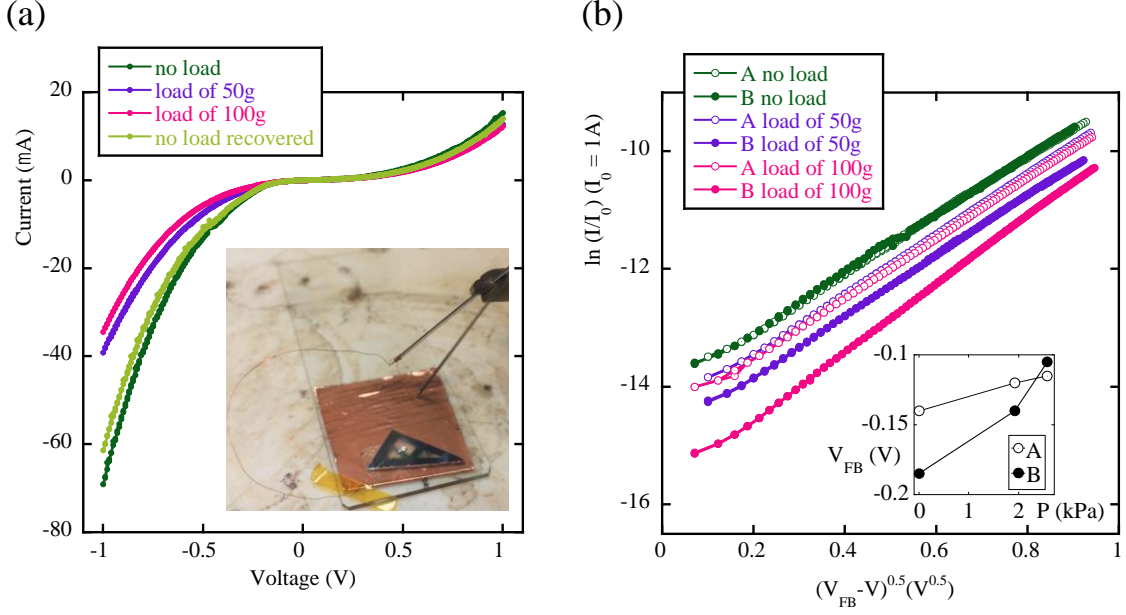 (a)
no load
load of 50g
load of 100g
no load recovered
20
0
-20
-40
-60
-80
Current (mA)
-1
-0.5
0
0.5
1
Voltage (V)
(b)
A no load
B no load
A load of 50g
B load of 50g
A load of 100g
B load of 100g
-10
-12
-14
-16
ln (I/I₀) (I₀ = 1A)
0
0.2
0.4
0.6
0.8
1
(V_FB-V)^0.5(V^0.5)
-0.1
-0.15
-0.2
V_FB (V)
A
B
0
1
2
P (kPa)